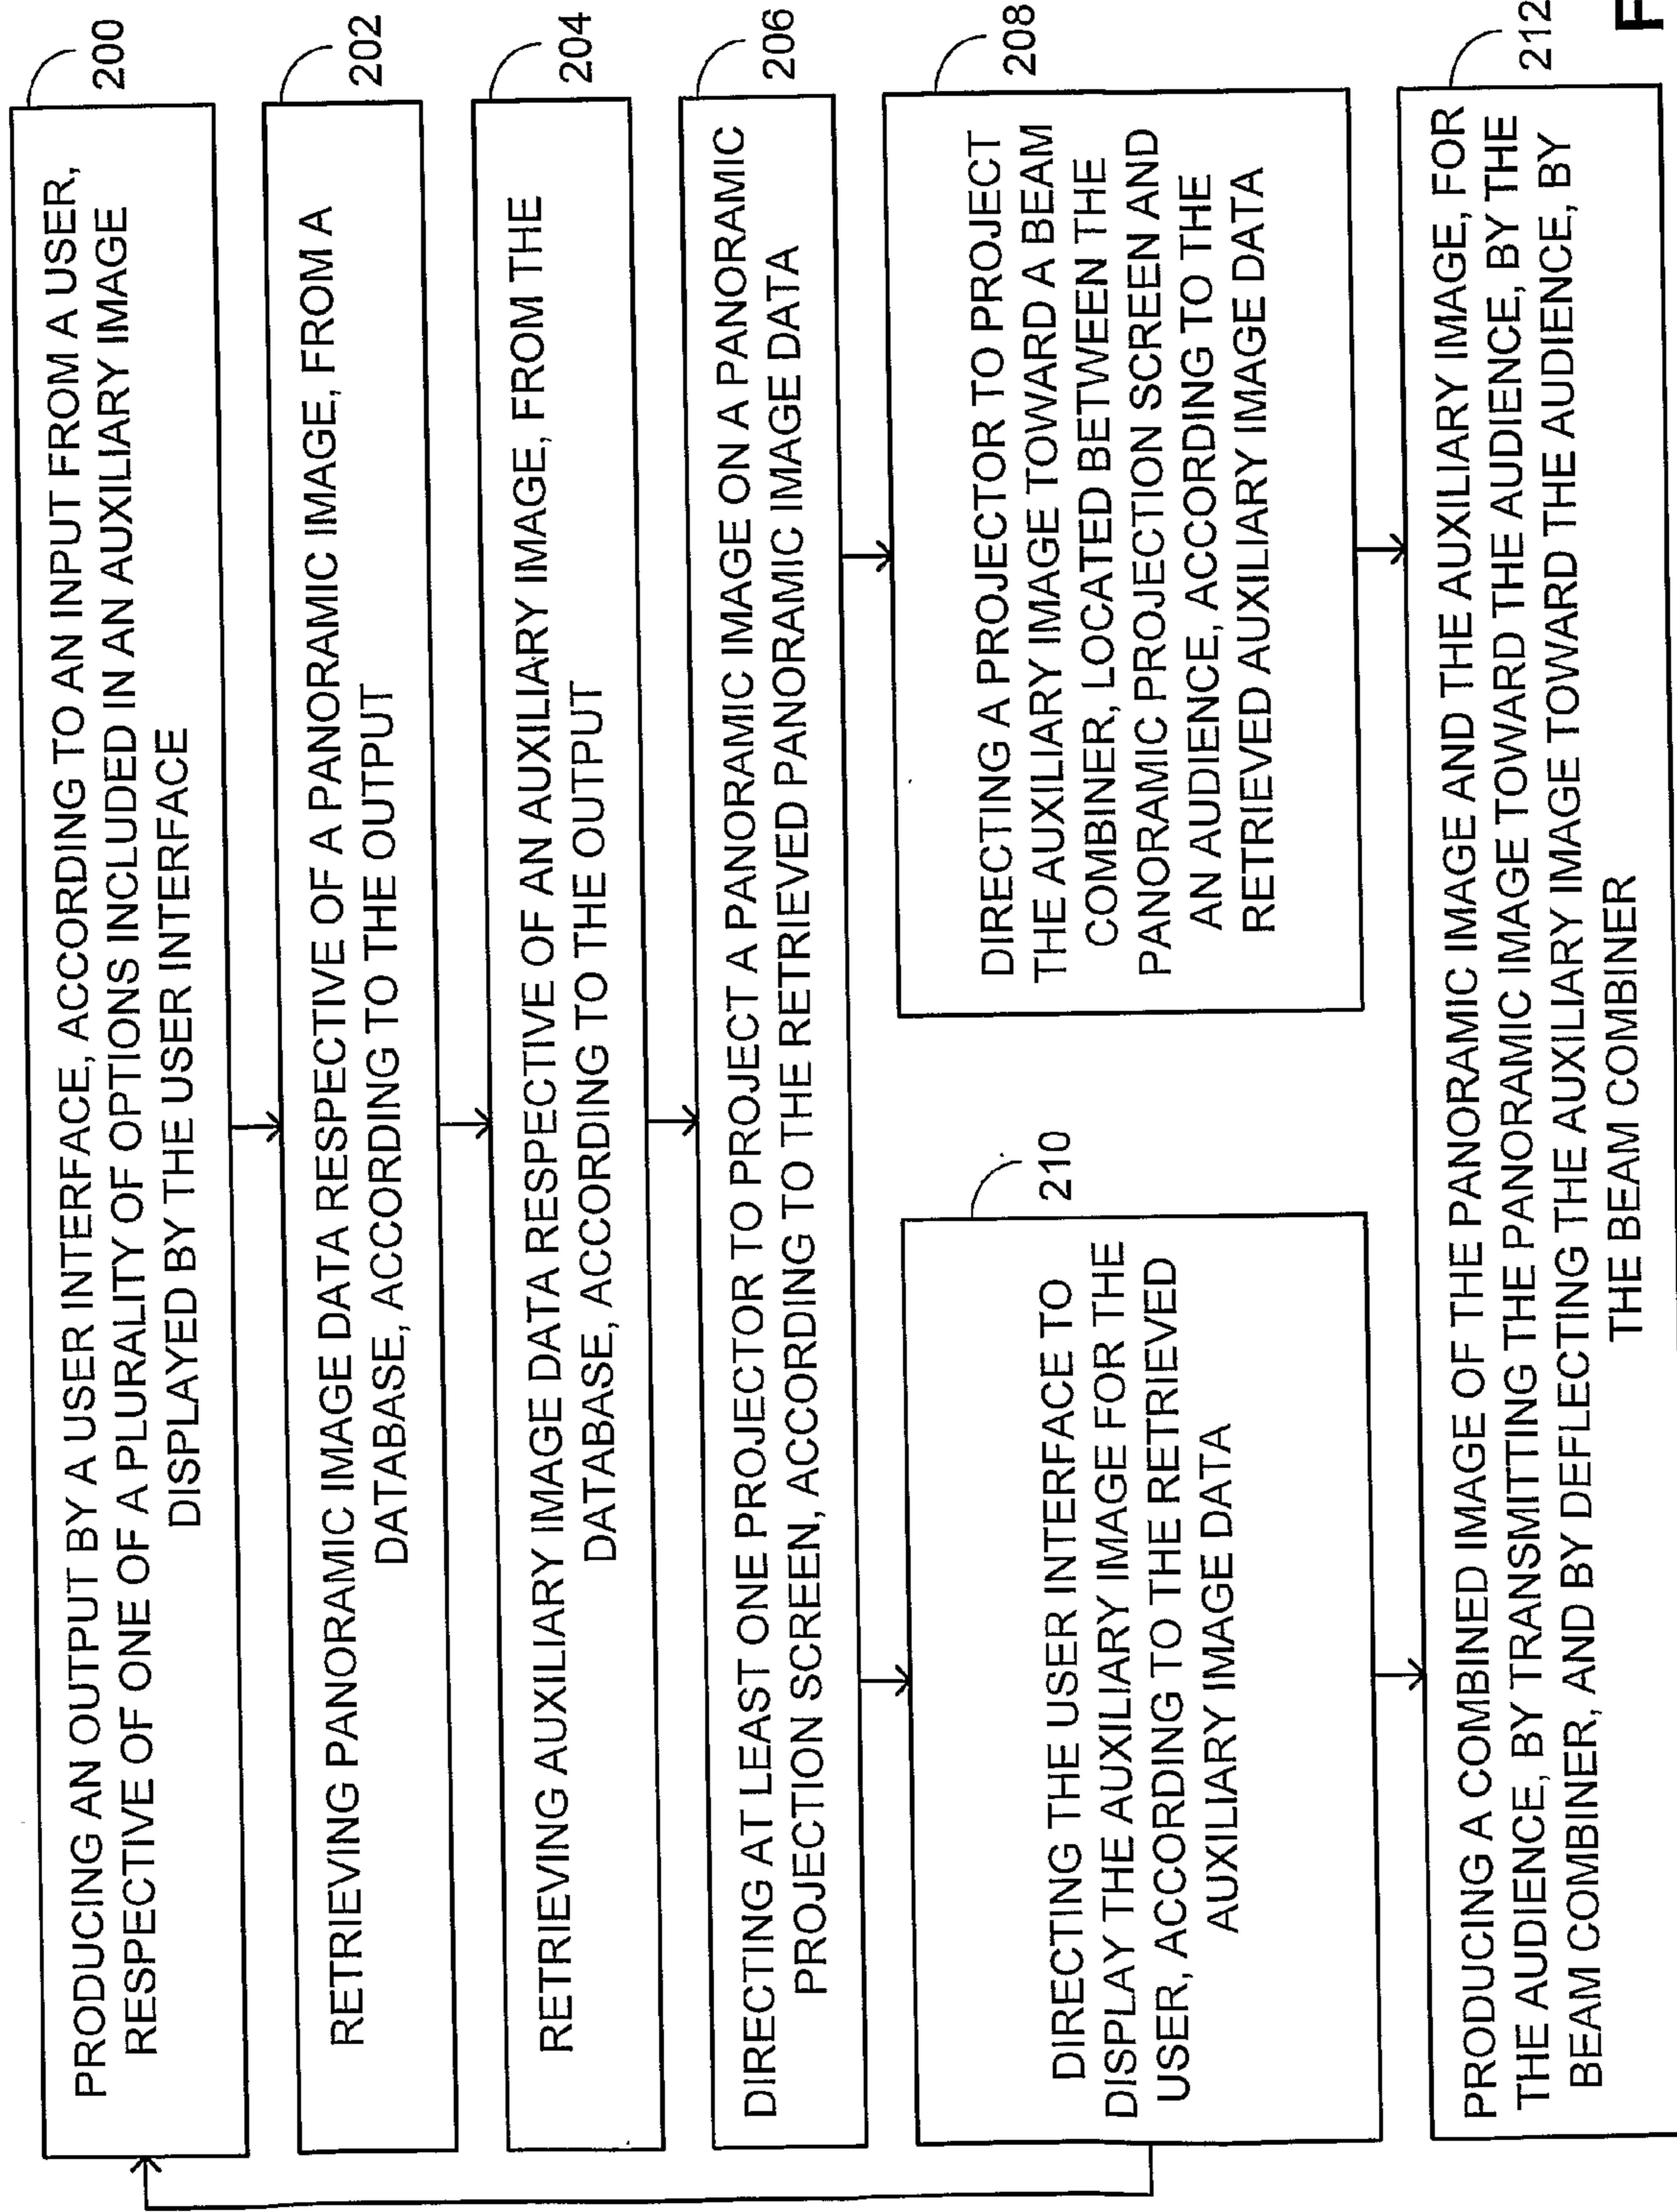 PRODUCING AN OUTPUT BY A USER INTERFACE, ACCORDING TO AN INPUT FROM A USER,
RESPECTIVE OF ONE OF A PLURALITY OF OPTIONS INCLUDED IN AN AUXILIARY IMAGE
DISPLAYED BY THE USER INTERFACE
200
RETRIEVING PANORAMIC IMAGE DATA RESPECTIVE OF A PANORAMIC IMAGE, FROM A
DATABASE, ACCORDING TO THE OUTPUT
202
RETRIEVING AUXILIARY IMAGE DATA RESPECTIVE OF AN AUXILIARY IMAGE, FROM THE
DATABASE, ACCORDING TO THE OUTPUT
204
DIRECTING AT LEAST ONE PROJECTOR TO PROJECT A PANORAMIC IMAGE ON A PANORAMIC
PROJECTION SCREEN, ACCORDING TO THE RETRIEVED PANORAMIC IMAGE DATA
206
DIRECTING THE USER INTERFACE TO
DISPLAY THE AUXILIARY IMAGE FOR THE
USER, ACCORDING TO THE RETRIEVED
AUXILIARY IMAGE DATA
210
DIRECTING A PROJECTOR TO PROJECT
THE AUXILIARY IMAGE TOWARD A BEAM
COMBINER, LOCATED BETWEEN THE
PANORAMIC PROJECTION SCREEN AND
AN AUDIENCE, ACCORDING TO THE
RETRIEVED AUXILIARY IMAGE DATA
208
PRODUCING A COMBINED IMAGE OF THE PANORAMIC IMAGE AND THE AUXILIARY IMAGE, FOR
THE AUDIENCE, BY TRANSMITTING THE PANORAMIC IMAGE TOWARD THE AUDIENCE, BY THE
BEAM COMBINER, AND BY DEFLECTING THE AUXILIARY IMAGE TOWARD THE AUDIENCE, BY
THE BEAM COMBINER
212